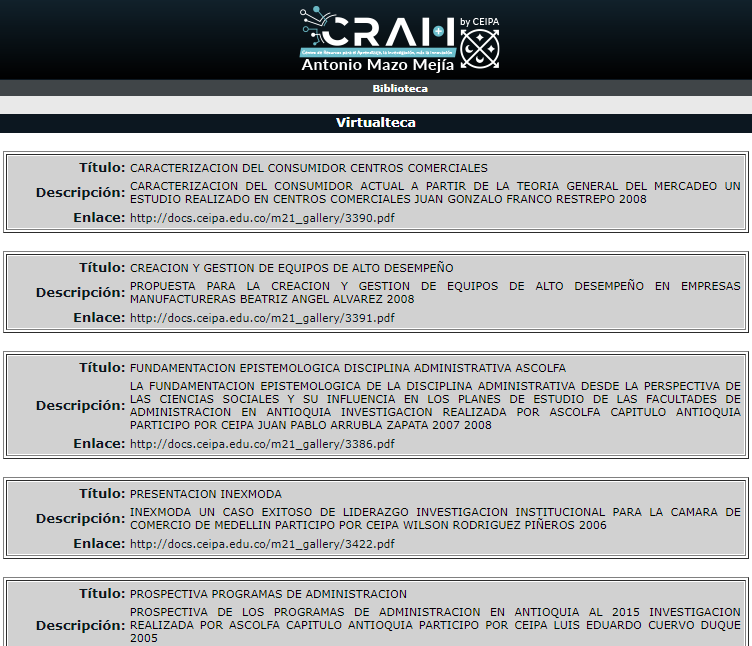 CRAH by CEIPA
Centro de Recursos para el Aprendizaje, la Investigación, más la Innovación
Antonio Mazo Mejía
Biblioteca
Virtualteca
Título: CARACTERIZACION DEL CONSUMIDOR CENTROS COMERCIALES
Descripción: CARACTERIZACION DEL CONSUMIDOR ACTUAL A PARTIR DE LA TEORIA GENERAL DEL MERCADEO UN
ESTUDIO REALIZADO EN CENTROS COMERCIALES JUAN GONZALO FRANCO RESTREPO 2008
Enlace: http://docs.ceipa.edu.co/m21_gallery/3390.pdf
Título: CREACION Y GESTION DE EQUIPOS DE ALTO DESEMPEÑO
Descripción: PROPUESTA PARA LA CREACION Y GESTION DE EQUIPOS DE ALTO DESEMPEÑO EN EMPRESAS
MANUFACTURERAS BEATRIZ ANGEL ALVAREZ 2008
Enlace: http://docs.ceipa.edu.co/m21_gallery/3391.pdf
Título: FUNDAMENTACION EPISTEMOLOGICA DISCIPLINA ADMINISTRATIVA ASCOLFA
Descripción: LA FUNDAMENTACION EPISTEMOLOGICA DE LA DISCIPLINA ADMINISTRATIVA DESDE LA PERSPECTIVA DE
LAS CIENCIAS SOCIALES Y SU INFLUENCIA EN LOS PLANES DE ESTUDIO DE LAS FACULTADES DE
ADMINISTRACION EN ANTIOQUIA INVESTIGACION REALIZADA POR ASCOLFA CAPITULO ANTIOQUIA
PARTICIPO POR CEIPA JUAN PABLO ARRUBLA ZAPATA 2007 2008
Enlace: http://docs.ceipa.edu.co/m21_gallery/3386.pdf
Título: PRESENTACION INEXMODA
Descripción: INEXMODA UN CASO EXITOSO DE LIDERAZGO INVESTIGACION INSTITUCIONAL PARA LA CAMARA DE
COMERCIO DE MEDELLIN PARTICIPO POR CEIPA WILSON RODRIGUEZ PIÑEROS 2006
Enlace: http://docs.ceipa.edu.co/m21_gallery/3422.pdf
Título: PROSPECTIVA PROGRAMAS DE ADMINISTRACION
Descripción: PROSPECTIVA DE LOS PROGRAMAS DE ADMINISTRACION EN ANTIOQUIA AL 2015 INVESTIGACION
REALIZADA POR ASCOLFA CAPITULO ANTIOQUIA PARTICIPO POR CEIPA LUIS EDUARDO CUERVO DUQUE
2005